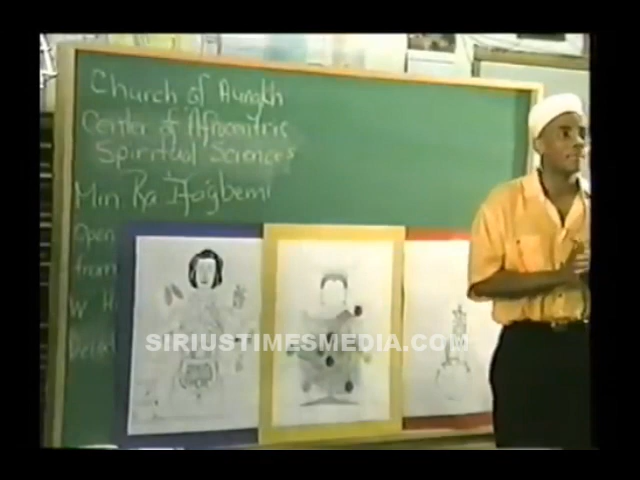 Church of Aungkh
Center of Afrocentric
Spiritual Sciences
Min Ra Ifagbemi
Open
from
W H
SIRIUSTIMESMEDIA.COM